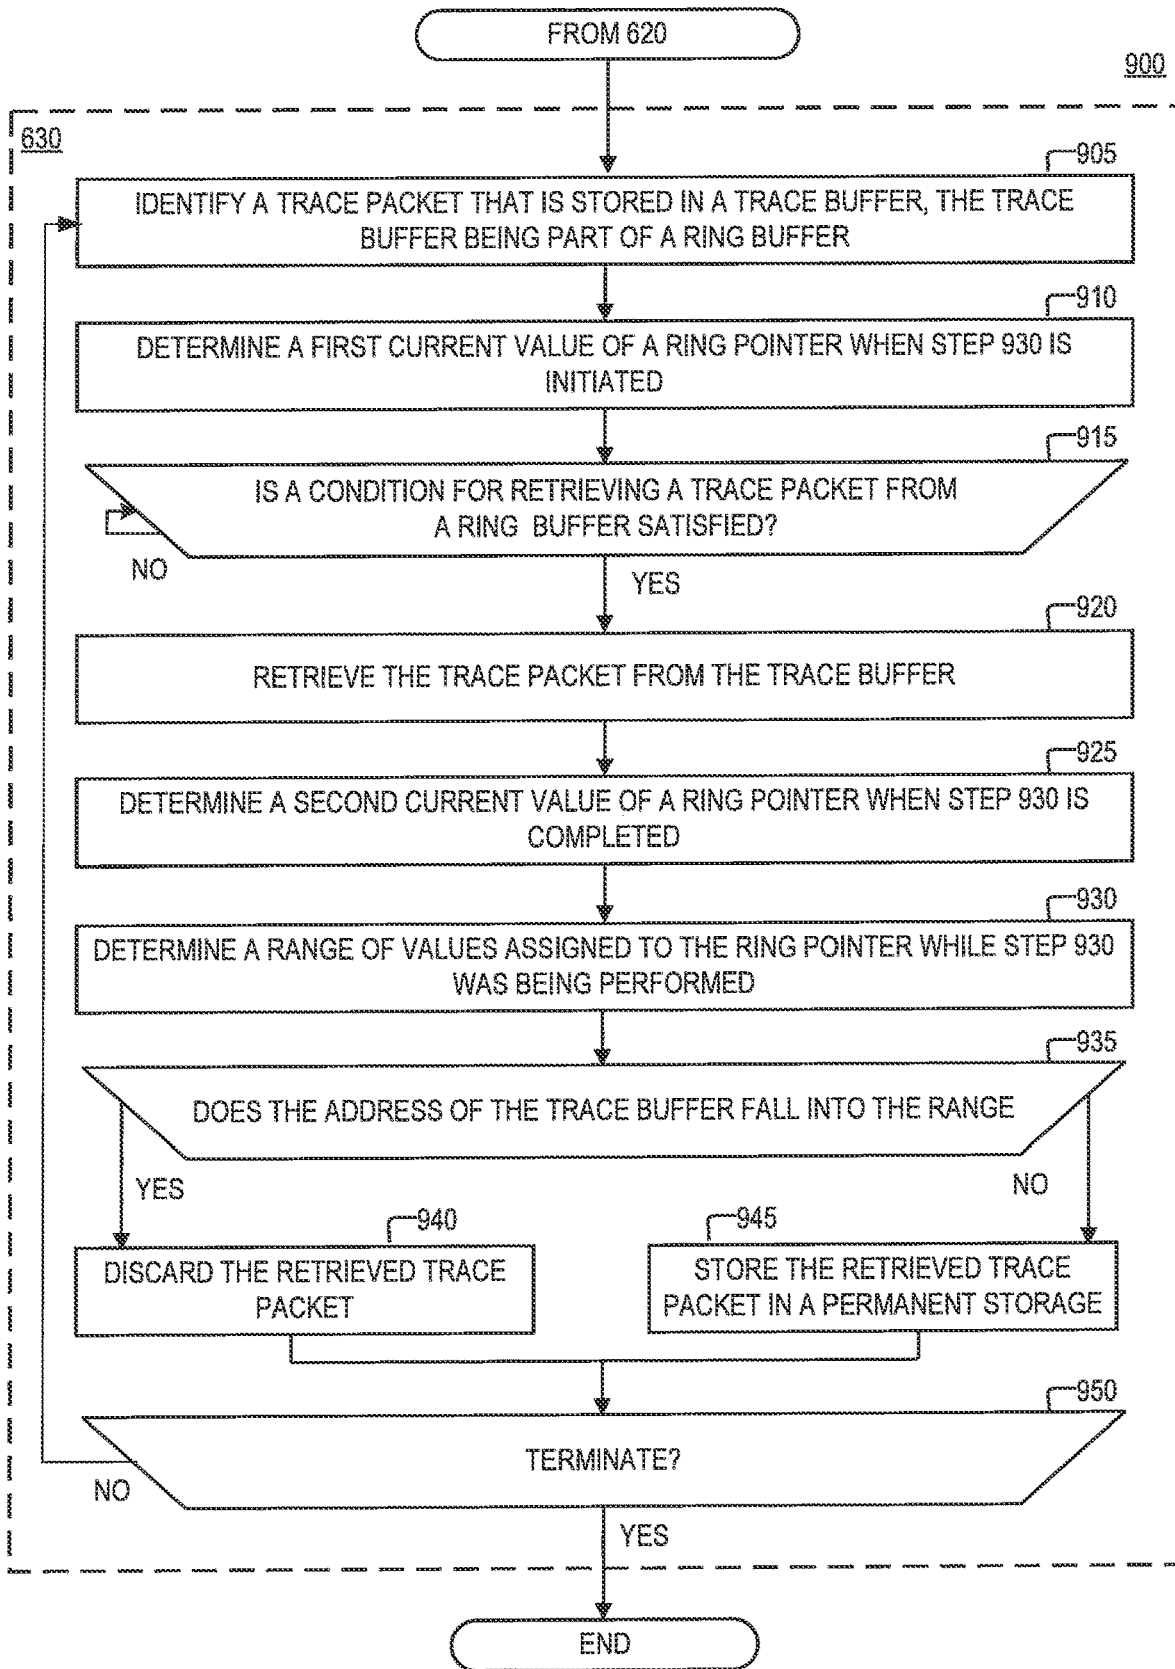 FROM 620
900
630
905
IDENTIFY A TRACE PACKET THAT IS STORED IN A TRACE BUFFER, THE TRACE
BUFFER BEING PART OF A RING BUFFER
910
DETERMINE A FIRST CURRENT VALUE OF A RING POINTER WHEN STEP 930 IS
INITIATED
915
IS A CONDITION FOR RETRIEVING A TRACE PACKET FROM
A RING BUFFER SATISFIED?
NO
YES
920
RETRIEVE THE TRACE PACKET FROM THE TRACE BUFFER
925
DETERMINE A SECOND CURRENT VALUE OF A RING POINTER WHEN STEP 930 IS
COMPLETED
930
DETERMINE A RANGE OF VALUES ASSIGNED TO THE RING POINTER WHILE STEP 930
WAS BEING PERFORMED
935
DOES THE ADDRESS OF THE TRACE BUFFER FALL INTO THE RANGE
YES
NO
940
945
DISCARD THE RETRIEVED TRACE
PACKET
STORE THE RETRIEVED TRACE
PACKET IN A PERMANENT STORAGE
950
TERMINATE?
NO
YES
END